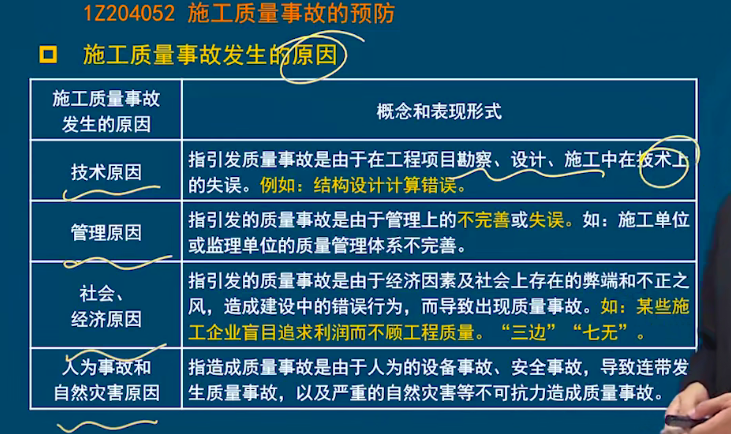 1Z204052 施工质量事故的预防
施工质量事故发生的原因
施工质量事故
发生的原因
概念和表现形式
技术原因
指引发质量事故是由于在工程项目勘察、设计、施工中在技术上
的失误。例如：结构设计计算错误。
管理原因
指引发的质量事故是由于管理上的不完善或失误。如：施工单位
或监理单位的质量管理体系不完善。
社会、
经济原因
指引发的质量事故是由于经济因素及社会上存在的弊端和不正之
风，造成建设中的错误行为，而导致出现质量事故。如：某些施
工企业盲目追求利润而不顾工程质量。“三边”“七无”。
人为事故和
自然灾害原因
指造成质量事故是由于人为的设备事故、安全事故，导致连带发
生质量事故，以及严重的自然灾害等不可抗力造成质量事故。